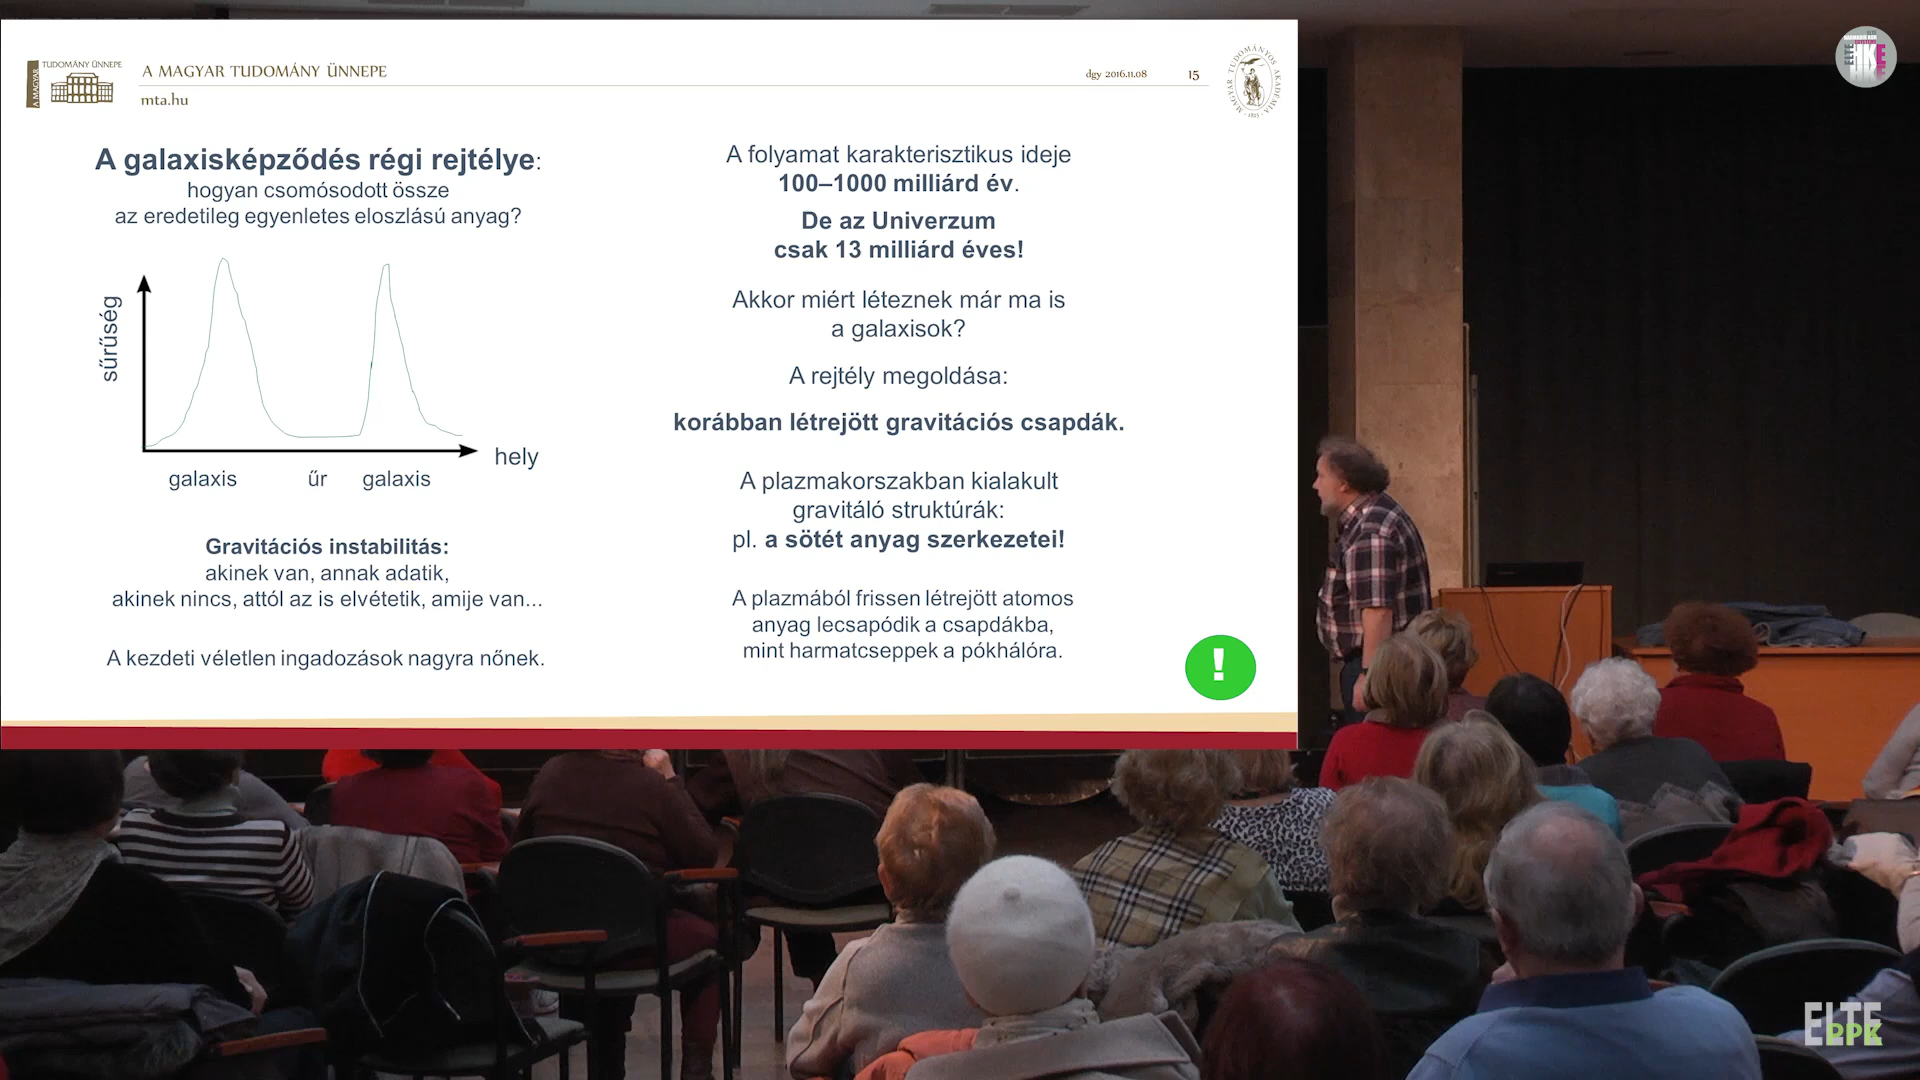 A MAGYAR
TUDOMÁNY ÜNNEPE
A MAGYAR TUDOMÁNY ÜNNEPE
mta.hu
dgy 2016.11.08
15
MAGYAR TUDOMÁNYOS AKADÉMIA
1825
A galaxisképződés régi rejtélye:
hogyan csomósodott össze
az eredetileg egyenletes eloszlású anyag?
sűrűség
hely
galaxis
űr
galaxis
Gravitációs instabilitás:
akinek van, annak adatik,
akinek nincs, attól az is elvétetik, amije van...
A kezdeti véletlen ingadozások nagyra nőnek.
A folyamat karakterisztikus ideje
100–1000 milliárd év.
De az Univerzum
csak 13 milliárd éves!
Akkor miért léteznek már ma is
a galaxisok?
A rejtély megoldása:
korábban létrejött gravitációs csapdák.
A plazmakorszakban kialakult
gravitáló struktúrák:
pl. a sötét anyag szerkezetei!
A plazmából frissen létrejött atomos
anyag lecsapódik a csapdákba,
mint harmatcseppek a pókhálóra.
!
ELTE
ELTE
PPK